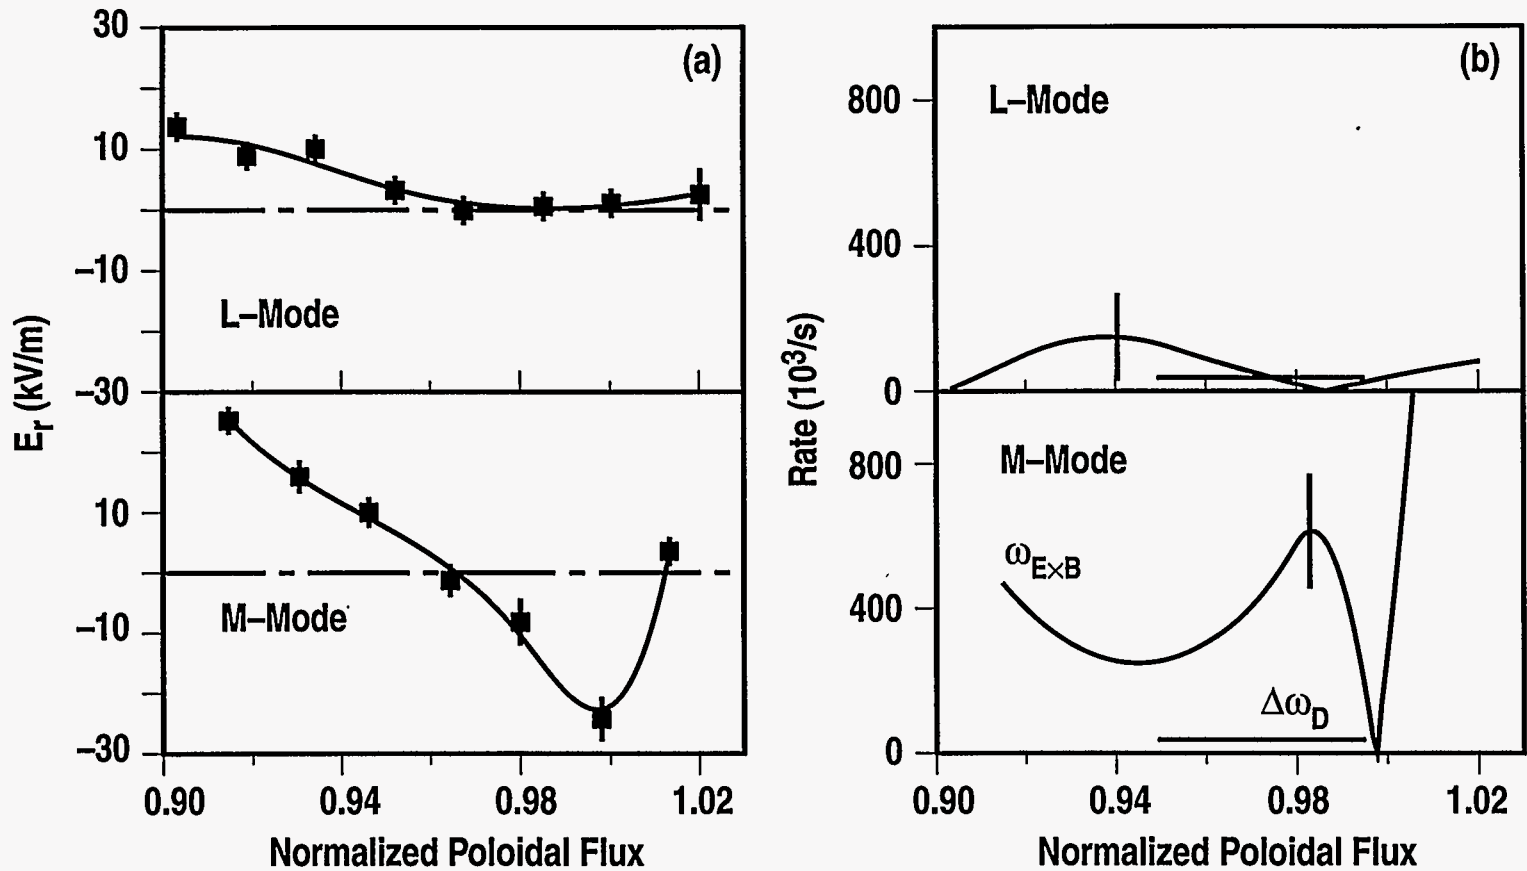 30
10
−10
−30
10
−10
−30
E_r (kV/m)
(a)
L–Mode
M–Mode
0.90 0.94 0.98 1.02
Normalized Poloidal Flux
800
400
0
800
400
0
Rate (10³/s)
(b)
L–Mode
M–Mode
ω_E×B
Δω_D
0.90 0.94 0.98 1.02
Normalized Poloidal Flux